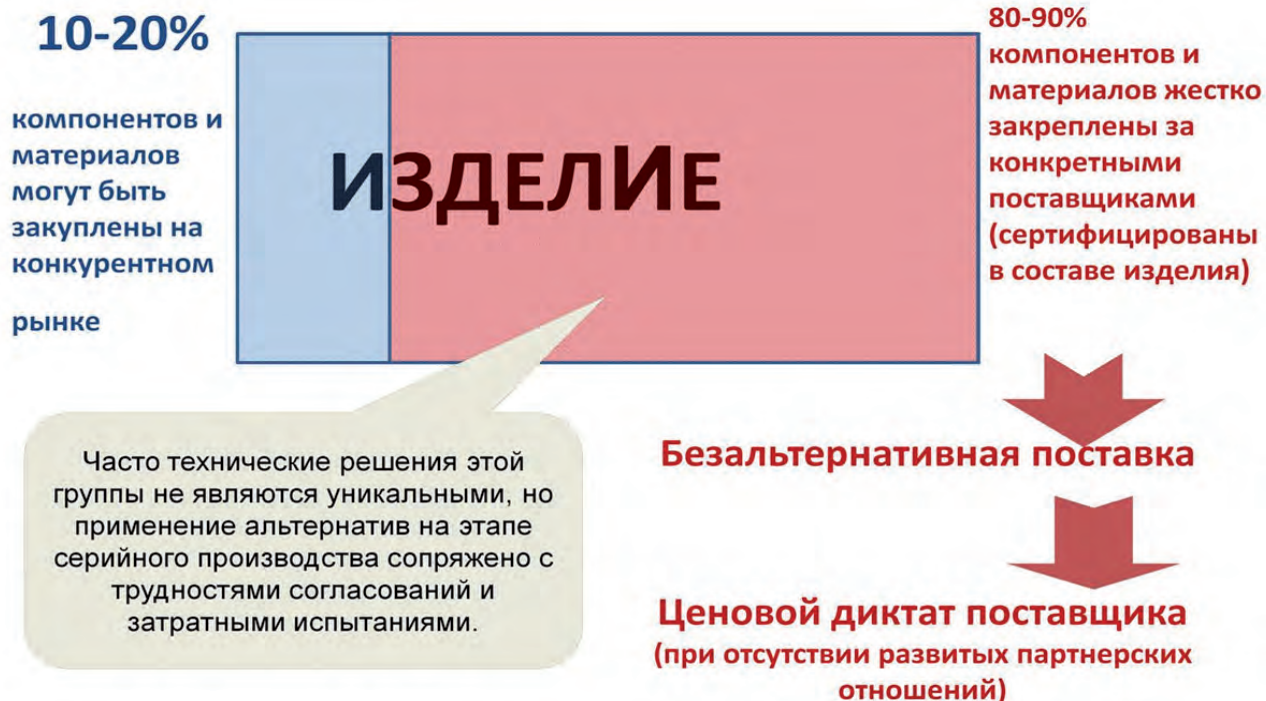 10-20%
компонентов и
материалов
могут быть
закуплены на
конкурентном
рынке
ИЗДЕЛИЕ
80-90%
компонентов и
материалов жестко
закреплены за
конкретными
поставщиками
(сертифицированы
в составе изделия)
Часто технические решения этой
группы не являются уникальными, но
применение альтернатив на этапе
серийного производства сопряжено с
трудностями согласований и
затратными испытаниями.
Безальтернативная поставка
Ценовой диктат поставщика
(при отсутствии развитых партнерских
отношений)